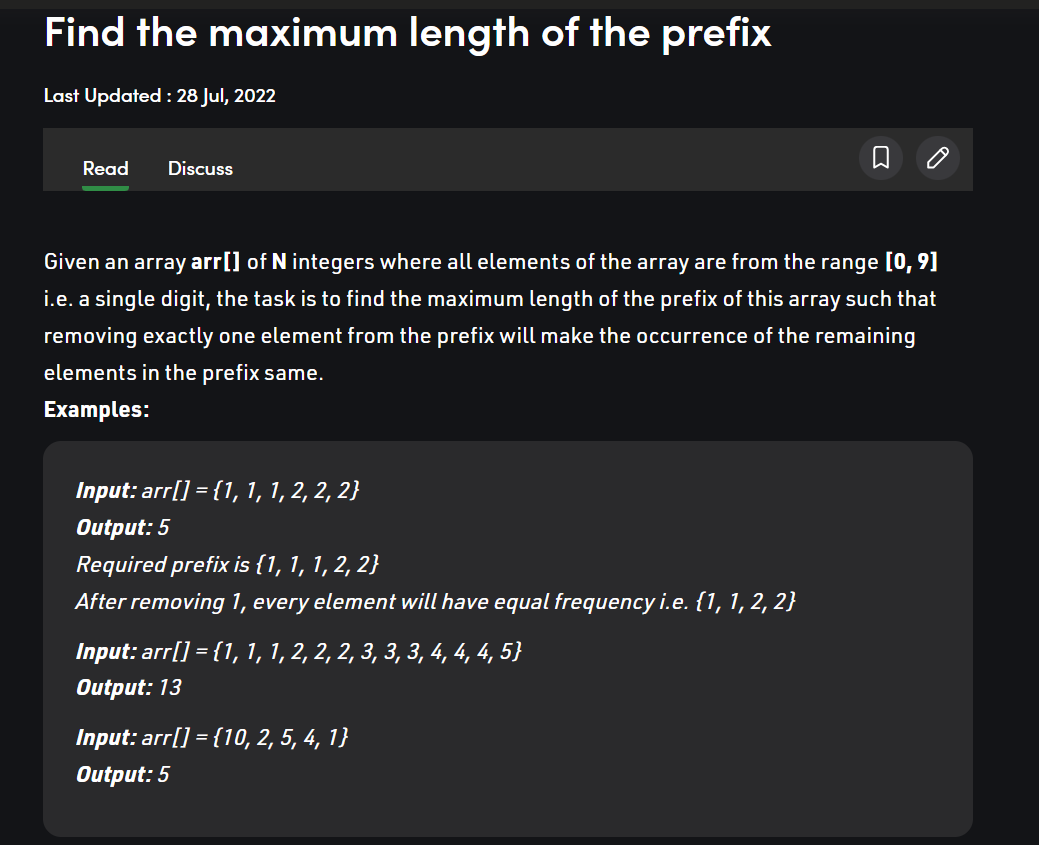 Find the maximum length of the prefix
Last Updated : 28 Jul, 2022
Read Discuss
Given an array arr[] of N integers where all elements of the array are from the range [0, 9]
i.e. a single digit, the task is to find the maximum length of the prefix of this array such that
removing exactly one element from the prefix will make the occurrence of the remaining
elements in the prefix same.
Examples:
Input: arr[] = {1, 1, 1, 2, 2, 2}
Output: 5
Required prefix is {1, 1, 1, 2, 2}
After removing 1, every element will have equal frequency i.e. {1, 1, 2, 2}
Input: arr[] = {1, 1, 1, 2, 2, 2, 3, 3, 3, 4, 4, 4, 5}
Output: 13
Input: arr[] = {10, 2, 5, 4, 1}
Output: 5